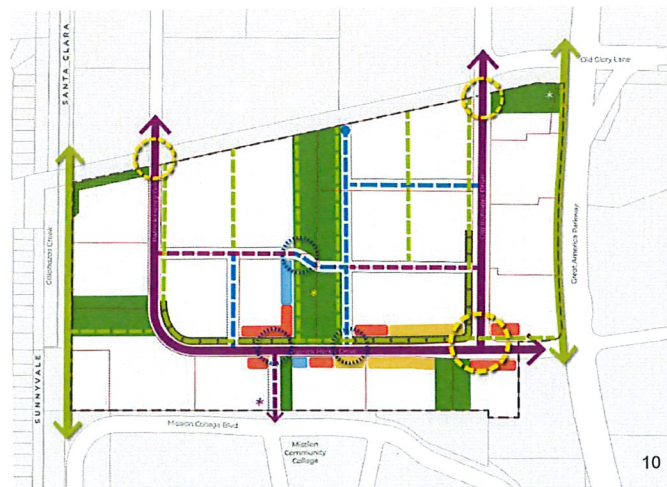 Old Glory Lane
SANTA CLARA
Calabazas Creek
Great America Parkway
SUNNYVALE
Mission College Blvd
Mission
Community
College
10